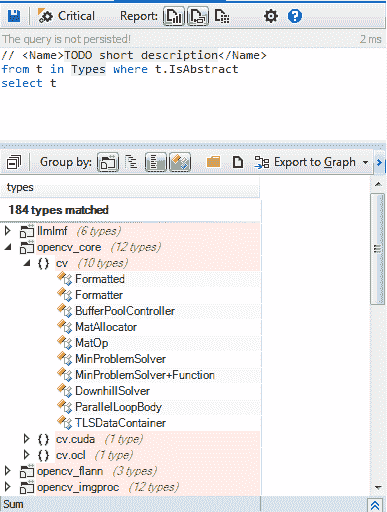 Critical Report:
The query is not persisted! 2 ms
// <Name>TODO short description</Name>
from t in Types where t.IsAbstract
select t
Group by: Export to Graph
types
184 types matched
llmlmf (6 types)
opencv_core (12 types)
{ } cv (10 types)
Formatted
Formatter
BufferPoolController
MatAllocator
MatOp
MinProblemSolver
MinProblemSolver+Function
DownhillSolver
ParallelLoopBody
TLSDataContainer
{ } cv.cuda (1 type)
{ } cv.ocl (1 type)
opencv_flann (3 types)
opencv_imgproc (12 types)
Sum